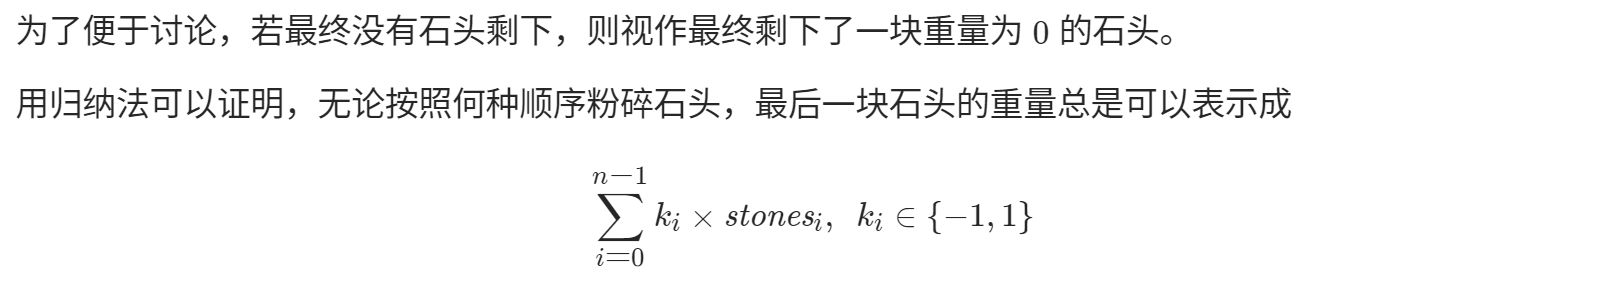 为了便于讨论，若最终没有石头剩下，则视作最终剩下了一块重量为 0 的石头。
用归纳法可以证明，无论按照何种顺序粉碎石头，最后一块石头的重量总是可以表示成
$$\sum_{i=0}^{n-1} k_i \times stones_i, \ \ k_i \in \{-1, 1\}$$